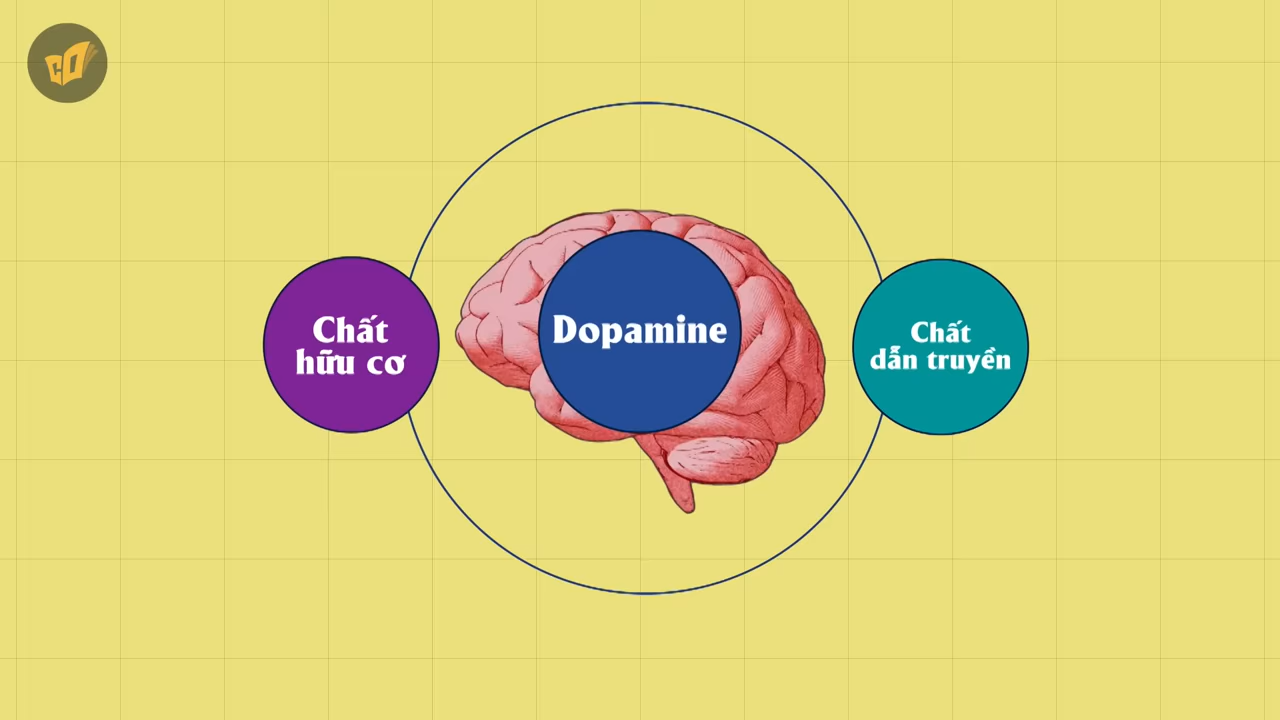 Chất
hữu cơ
Dopamine
Chất
dẫn truyền